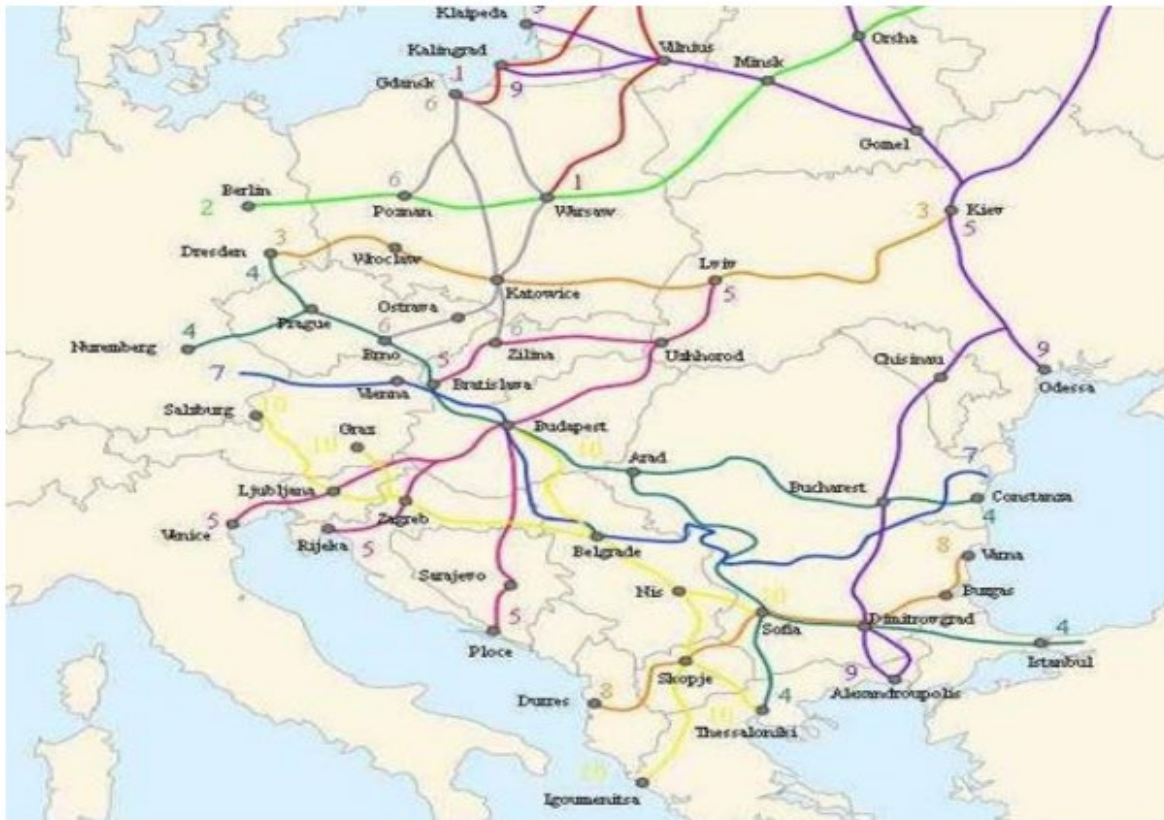 Klaipeda
9
Kalingrad
Vilnius
Orsha
1
Minsk
Gdansk
6
9
Gomel
Berlin
6
1
2
Poznan
Warsaw
3
Kiev
5
Dresden
3
Wroclaw
Lviv
4
Katowice
5
Ostrava
Prague
4
6
6
Nuremberg
Brno
Zilina
Uzhhorod
Chisinau
9
5
7
Vienna
Bratislava
Odessa
Salzburg
10
Graz
Budapest
10
10
Arad
7
Ljubljana
Bucharest
Constanza
4
Venice
5
Zagreb
Rijeka
5
Belgrade
8
Varna
Sarajevo
Nis
10
Burgas
5
Sofia
Dimitrovgrad
4
Ploce
Istanbul
Skopje
9
Durres
8
4
Alexandroupolis
10
Thessaloniki
10
Igoumenitsa